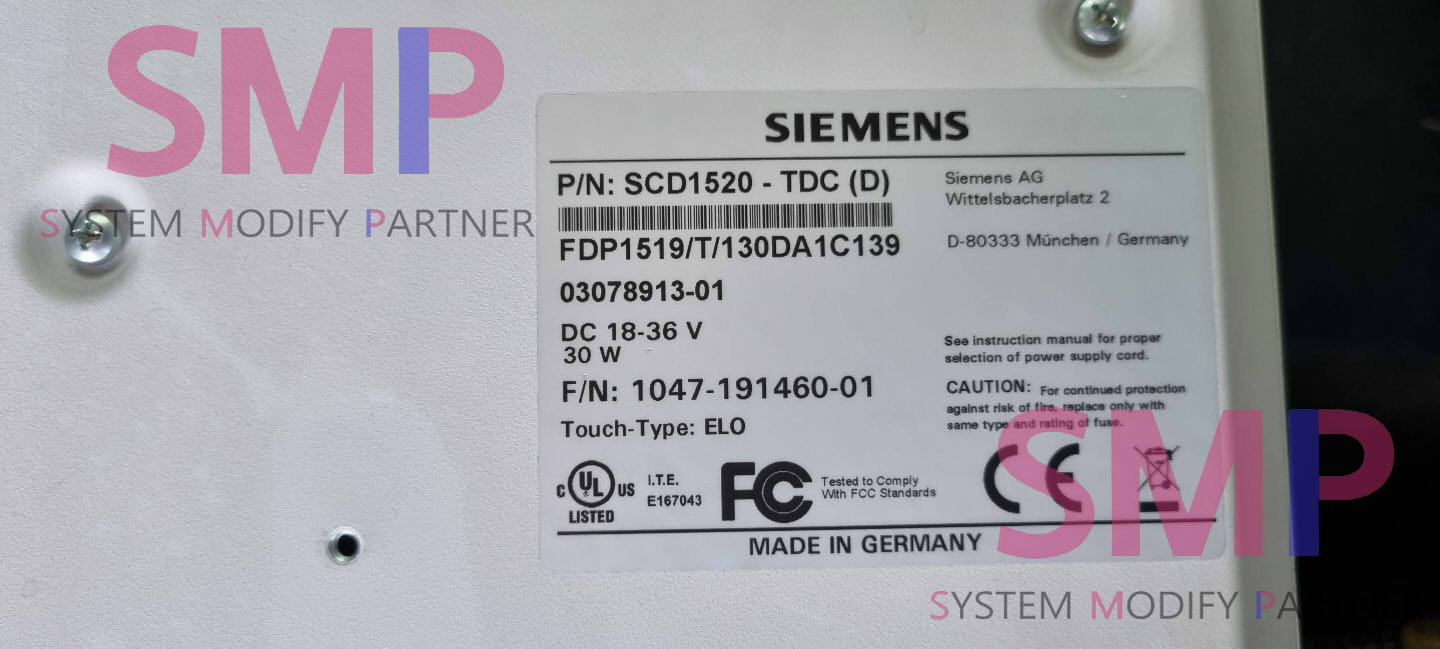 SMP
SYSTEM MODIFY PARTNER
SIEMENS
P/N: SCD1520 - TDC (D)
FDP1519/T/130DA1C139
03078913-01
DC 18-36 V
30 W
F/N: 1047-191460-01
Touch-Type: ELO
Siemens AG
Wittelsbacherplatz 2
D-80333 München / Germany
See instruction manual for proper
selection of power supply cord.
CAUTION: For continued protection
against risk of fire, replace only with
same type and rating of fuse.
C UL US
LISTED
I.T.E.
E167043
FC
Tested to Comply
With FCC Standards
CE
MADE IN GERMANY
SMP
SYSTEM MODIFY PARTNER